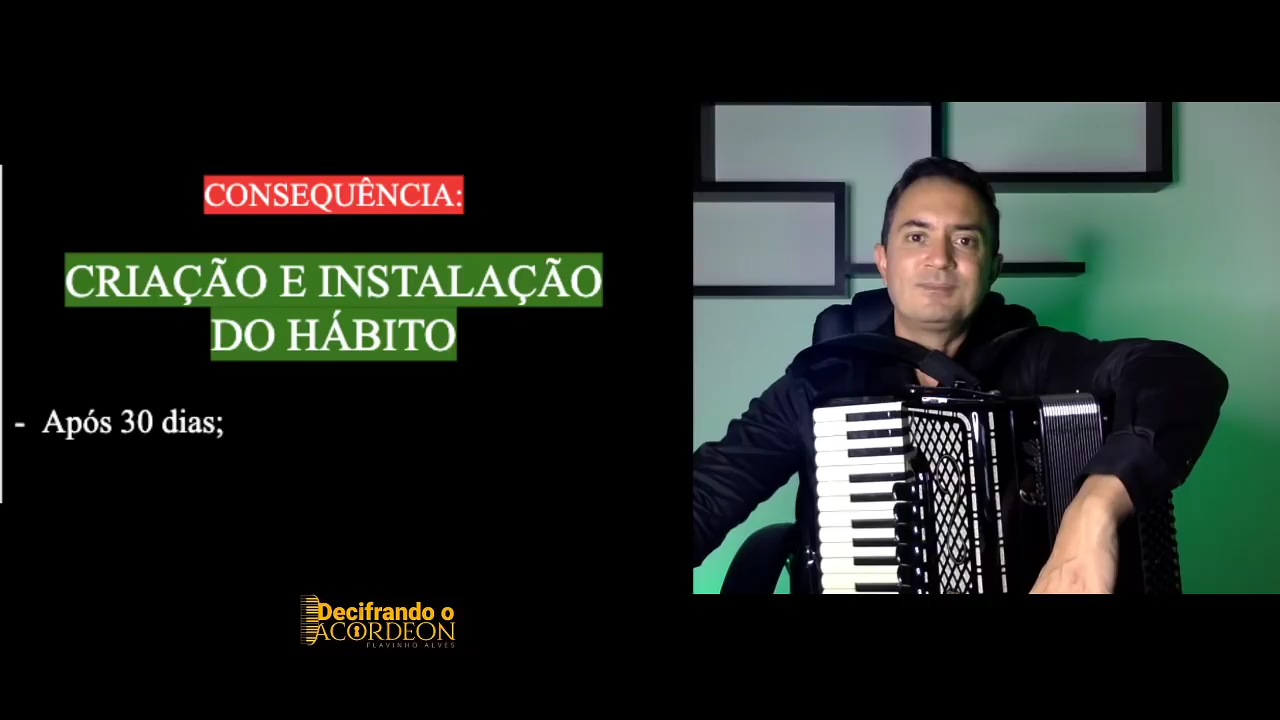 CONSEQUÊNCIA:
CRIAÇÃO E INSTALAÇÃO
DO HÁBITO
- Após 30 dias;
Decifrando o
ACORDEON
FLAVINHO ALVES